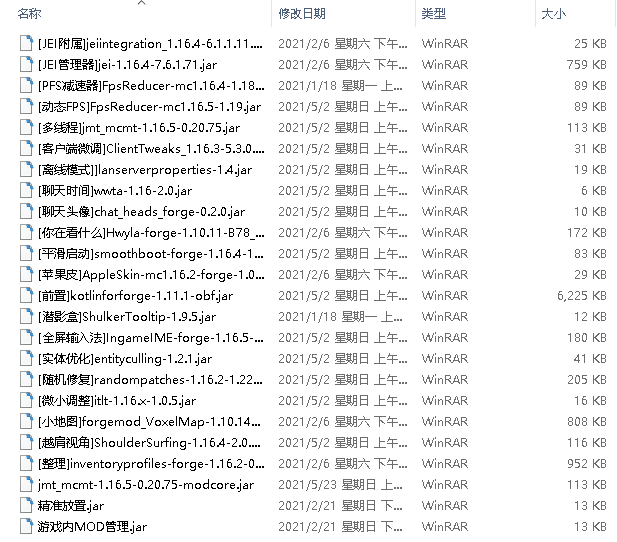 名称 修改日期 类型 大小
[JEI附属]jeiintegration_1.16.4-6.1.1.11.... 2021/2/6 星期六 下午... WinRAR 25 KB
[JEI管理器]jei-1.16.4-7.6.1.71.jar 2021/2/6 星期六 下午... WinRAR 759 KB
[PFS减速器]FpsReducer-mc1.16.4-1.18... 2021/1/18 星期一 上... WinRAR 89 KB
[动态FPS]FpsReducer-mc1.16.5-1.19.jar 2021/5/2 星期日 上午... WinRAR 89 KB
[多线程]jmt_mcmt-1.16.5-0.20.75.jar 2021/5/2 星期日 上午... WinRAR 113 KB
[客户端微调]ClientTweaks_1.16.3-5.3.0.... 2021/5/2 星期日 上午... WinRAR 31 KB
[离线模式]]lanserverproperties-1.4.jar 2021/5/2 星期日 上午... WinRAR 19 KB
[聊天时间]wwta-1.16-2.0.jar 2021/5/2 星期日 上午... WinRAR 6 KB
[聊天头像]chat_heads_forge-0.2.0.jar 2021/5/2 星期日 上午... WinRAR 10 KB
[你在看什么]Hwyla-forge-1.10.11-B78_... 2021/2/6 星期六 下午... WinRAR 172 KB
[平滑启动]smoothboot-forge-1.16.4-1... 2021/5/2 星期日 上午... WinRAR 83 KB
[苹果皮]AppleSkin-mc1.16.2-forge-1.0... 2021/2/6 星期六 下午... WinRAR 29 KB
[前置]kotlinforforge-1.11.1-obf.jar 2021/5/2 星期日 上午... WinRAR 6,225 KB
[潜影盒]ShulkerTooltip-1.9.5.jar 2021/1/18 星期一 上午... WinRAR 12 KB
[全屏输入法]IngameIME-forge-1.16.5-... 2021/5/2 星期日 上午... WinRAR 180 KB
[实体优化]entityculling-1.2.1.jar 2021/5/2 星期日 上午... WinRAR 41 KB
[随机修复]randompatches-1.16.2-1.22... 2021/5/2 星期日 上午... WinRAR 205 KB
[微小调整]itlt-1.16.x-1.0.5.jar 2021/5/2 星期日 上午... WinRAR 16 KB
[小地图]forgemod_VoxelMap-1.10.14... 2021/2/6 星期六 下午... WinRAR 808 KB
[越肩视角]ShoulderSurfing-1.16.4-2.0.... 2021/5/2 星期日 上午... WinRAR 116 KB
[整理]inventoryprofiles-forge-1.16.2-0... 2021/2/6 星期六 下午... WinRAR 952 KB
jmt_mcmt-1.16.5-0.20.75-modcore.jar 2021/5/23 星期日 上... WinRAR 113 KB
精准放置.jar 2021/2/21 星期日 下... WinRAR 13 KB
游戏内MOD管理.jar 2021/2/21 星期日 下... WinRAR 13 KB